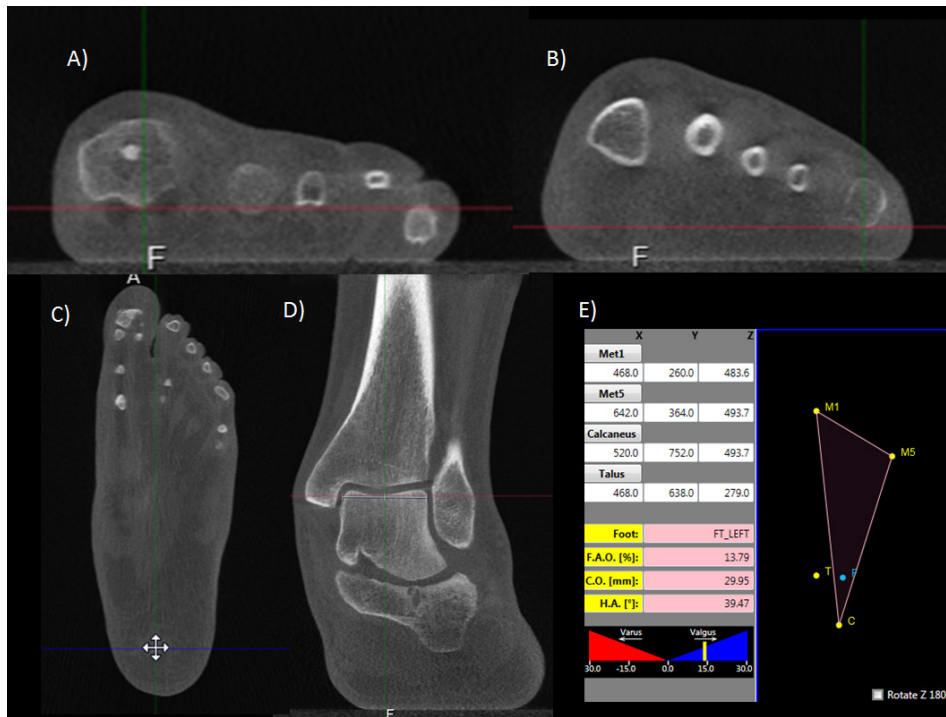 A)
F
B)
F
C)
A
D)
F
E)
X Y Z
Met1
468.0 260.0 483.6
Met5
642.0 364.0 493.7
Calcaneus
520.0 752.0 493.7
Talus
468.0 638.0 279.0
Foot: FT_LEFT
F.A.O. [%]: 13.79
C.O. [mm]: 29.95
H.A. [°]: 39.47
Varus Valgus
30.0 -15.0 0.0 15.0 30.0
M1
M5
T
F
C
Rotate Z 180